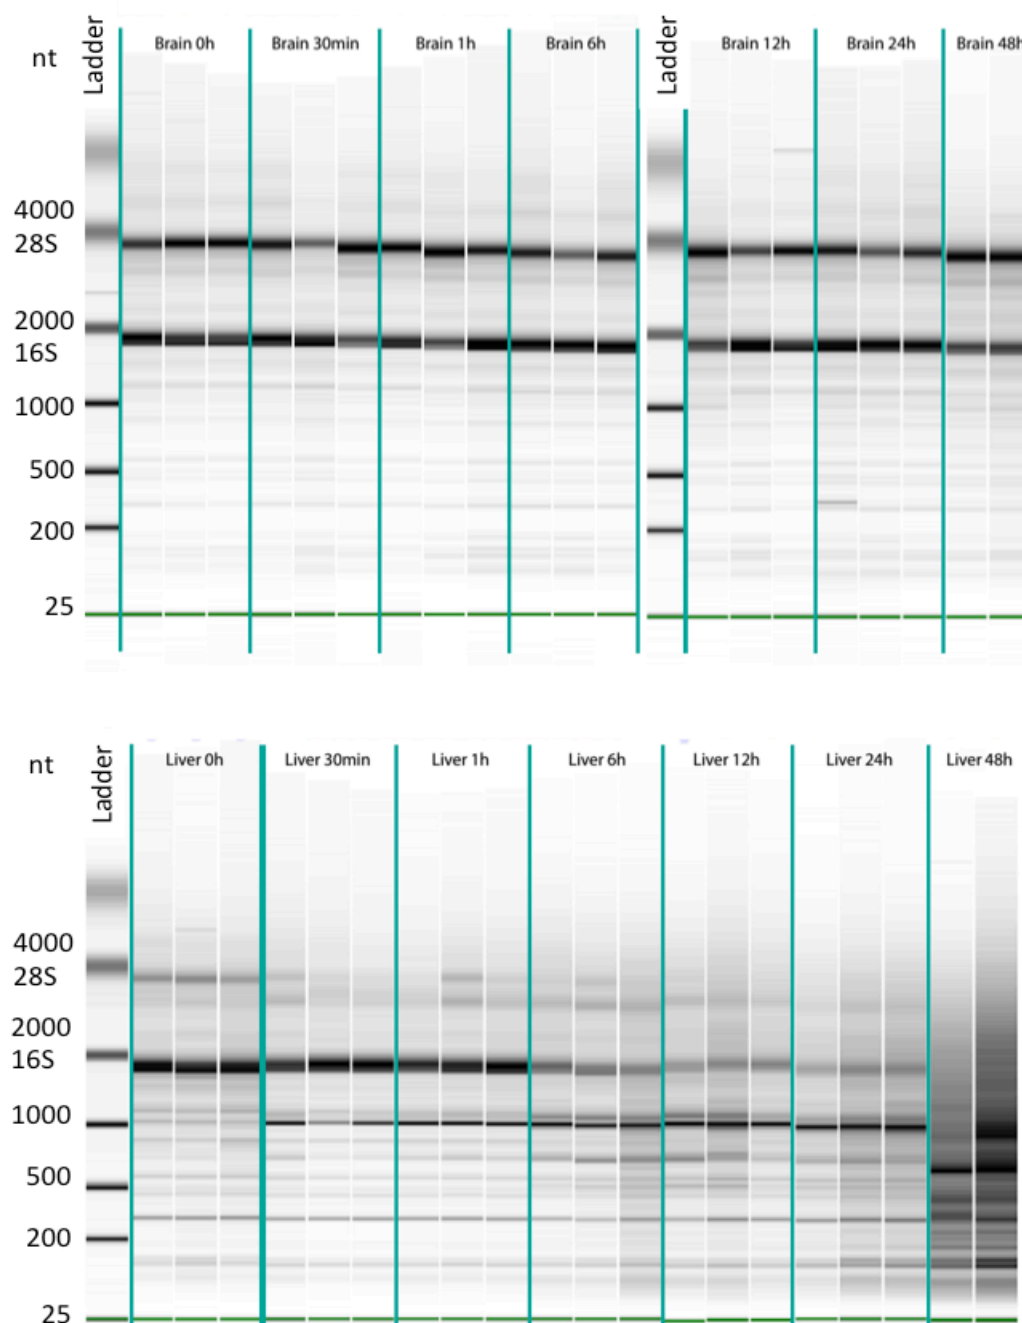 nt
Ladder
Brain 0h
Brain 30min
Brain 1h
Brain 6h
Ladder
Brain 12h
Brain 24h
Brain 48h
4000
28S
2000
16S
1000
500
200
25
nt
Ladder
Liver 0h
Liver 30min
Liver 1h
Liver 6h
Liver 12h
Liver 24h
Liver 48h
4000
28S
2000
16S
1000
500
200
25